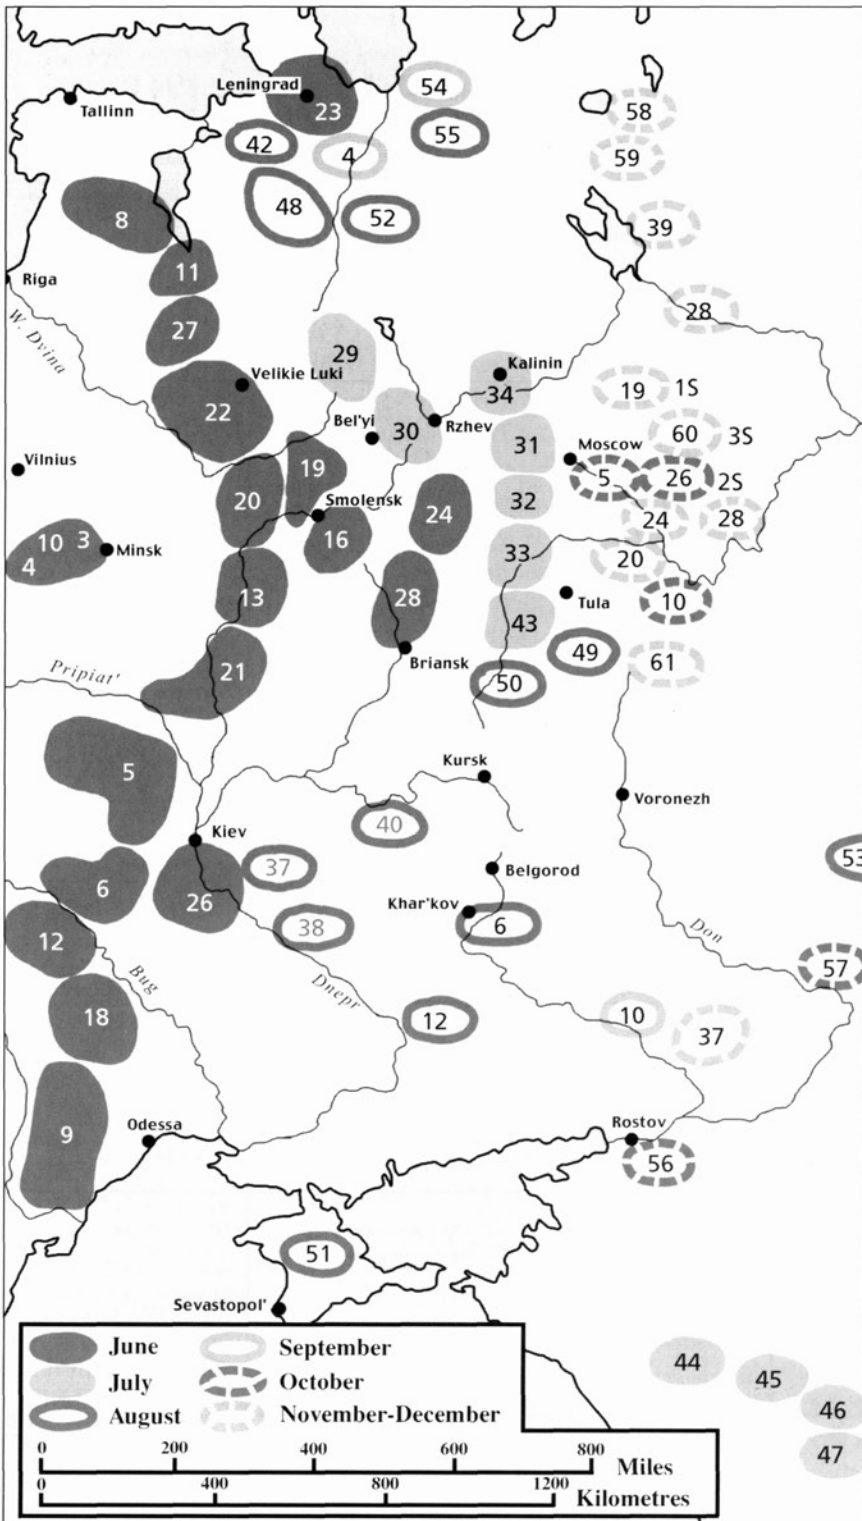 54
Leningrad
23
58
Tallinn
55
42
4
59
48
52
8
39
11
Riga
28
27
W. Dvina
29
Kalinin
Velikie Luki
34
19 1S
22
Bel'yi
30
Rzhev
31
60 3S
Moscow
Vilnius
19
5
26 2S
20
Smolensk
24
32
24
28
10 3
16
4
Minsk
33
20
13
28
Tula
10
43
21
Briansk
49
61
Pripiat'
50
Kursk
5
Voronezh
40
Kiev
53
37
Belgorod
6
26
Khar'kov
38
6
Don
12
57
Bug
Dnepr
18
12
10
37
Odessa
Rostov
9
56
51
Sevastopol'
June
September
July
October
August
November-December
44
45
46
47
0 200 400 600 800
Miles
0 400 800 1200
Kilometres